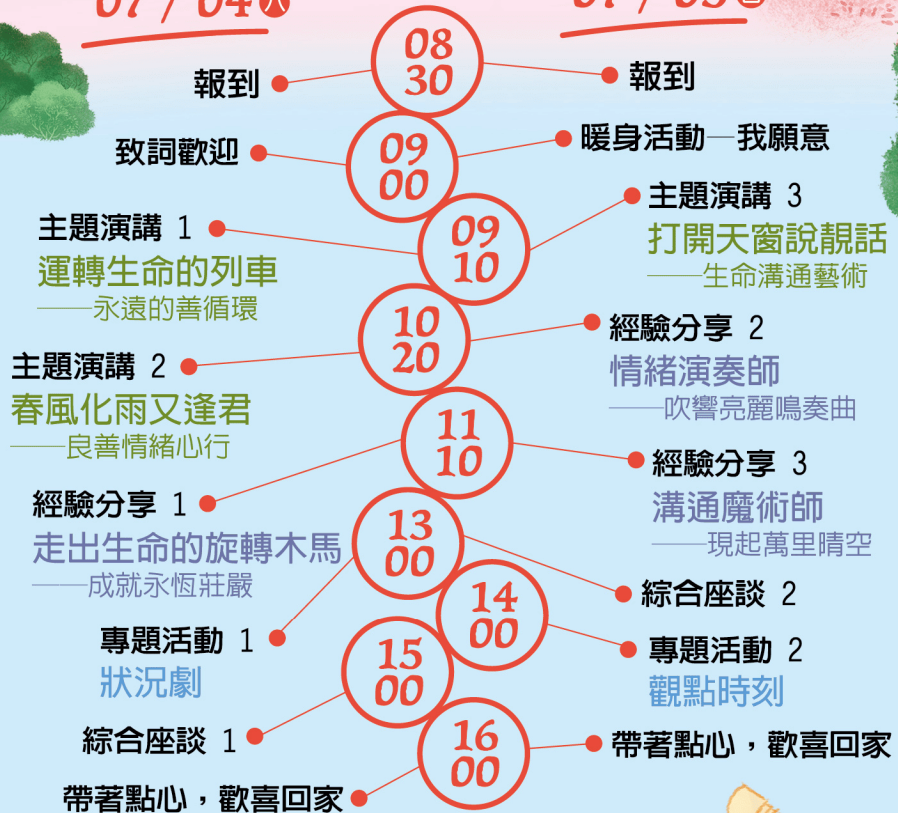 07/04㊅
07/05㊐
08
30
報到
報到
09
00
致詞歡迎
暖身活動—我願意
09
10
主題演講 1
運轉生命的列車
——永遠的善循環
主題演講 3
打開天窗說靚話
——生命溝通藝術
10
20
主題演講 2
春風化雨又逢君
——良善情緒心行
經驗分享 2
情緒演奏師
——吹響亮麗鳴奏曲
11
10
經驗分享 1
走出生命的旋轉木馬
——成就永恆莊嚴
經驗分享 3
溝通魔術師
——現起萬里晴空
13
00
專題活動 1
狀況劇
綜合座談 2
14
00
專題活動 2
觀點時刻
15
00
綜合座談 1
16
00
帶著點心，歡喜回家
帶著點心，歡喜回家